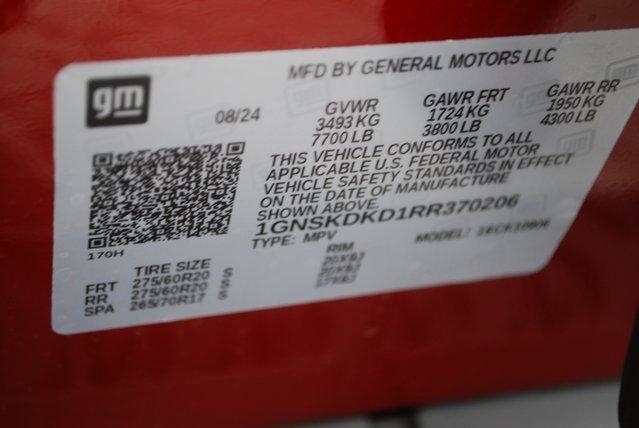 gm
MFD BY GENERAL MOTORS LLC
08/24
GVWR GAWR FRT GAWR RR
3493 KG 1724 KG 1950 KG
7700 LB 3800 LB 4300 LB
THIS VEHICLE CONFORMS TO ALL
APPLICABLE U.S. FEDERAL MOTOR
VEHICLE SAFETY STANDARDS IN EFFECT
ON THE DATE OF MANUFACTURE
SHOWN ABOVE.
1GNSKDKD1RR370206
TYPE: MPV MODEL:
170H
TIRE SIZE RIM
FRT 275/60R20 S 20X9J
RR 275/60R20 S 20X9J
SPA 265/70R17 S